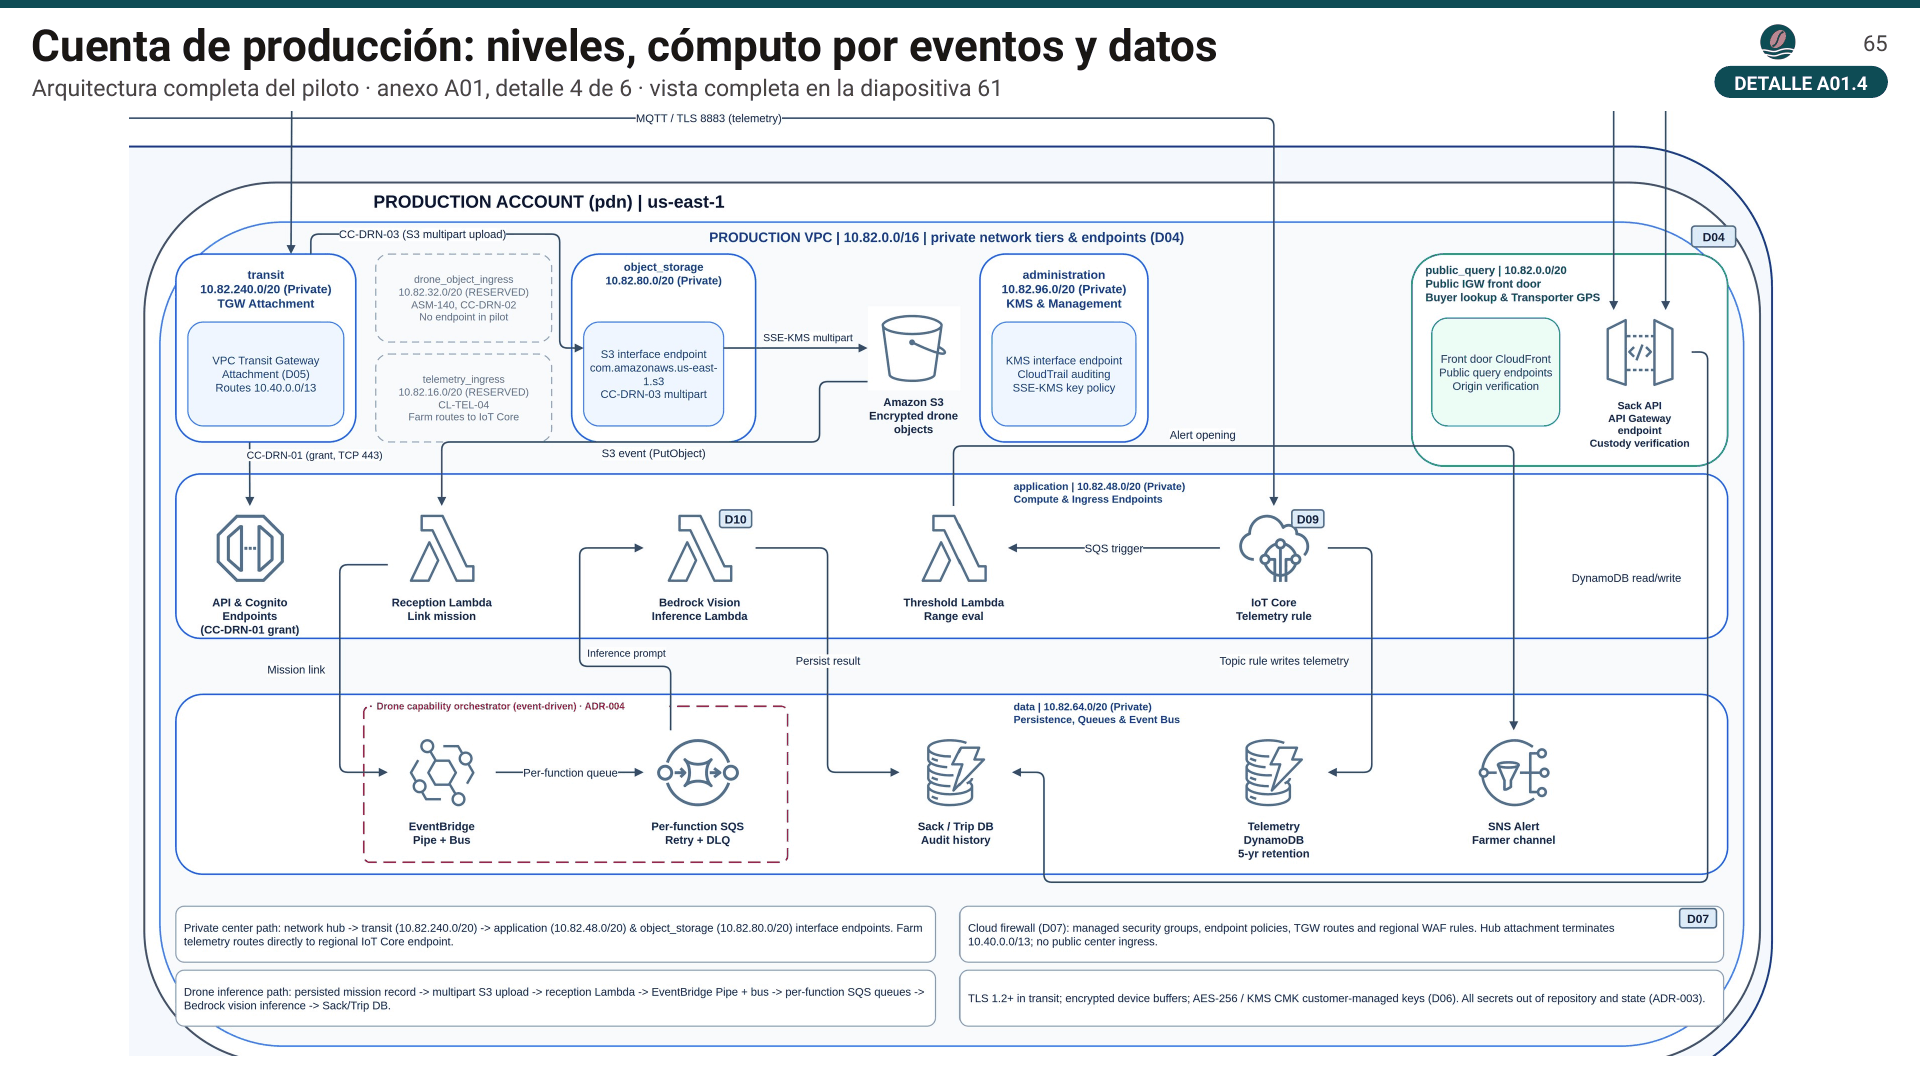 Cuenta de producción: niveles, cómputo por eventos y datos
65
Arquitectura completa del piloto · anexo A01, detalle 4 de 6 · vista completa en la diapositiva 61
DETALLE A01.4
MQTT / TLS 8883 (telemetry)
PRODUCTION ACCOUNT (pdn) | us-east-1
CC-DRN-03 (S3 multipart upload)
PRODUCTION VPC | 10.82.0.0/16 | private network tiers & endpoints (D04)
D04
transit
10.82.240.0/20 (Private)
TGW Attachment
VPC Transit Gateway
Attachment (D05)
Routes 10.40.0.0/13
drone_object_ingress
10.82.32.0/20 (RESERVED)
ASM-140, CC-DRN-02
No endpoint in pilot
telemetry_ingress
10.82.16.0/20 (RESERVED)
CL-TEL-04
Farm routes to IoT Core
object_storage
10.82.80.0/20 (Private)
S3 interface endpoint
com.amazonaws.us-east-
1.s3
CC-DRN-03 multipart
SSE-KMS multipart
Amazon S3
Encrypted drone
objects
administration
10.82.96.0/20 (Private)
KMS & Management
KMS interface endpoint
CloudTrail auditing
SSE-KMS key policy
public_query | 10.82.0.0/20
Public IGW front door
Buyer lookup & Transporter GPS
Front door CloudFront
Public query endpoints
Origin verification
Sack API
API Gateway
endpoint
Custody verification
CC-DRN-01 (grant, TCP 443)
S3 event (PutObject)
Alert opening
application | 10.82.48.0/20 (Private)
Compute & Ingress Endpoints
D10
D09
SQS trigger
DynamoDB read/write
API & Cognito
Endpoints
(CC-DRN-01 grant)
Reception Lambda
Link mission
Bedrock Vision
Inference Lambda
Threshold Lambda
Range eval
IoT Core
Telemetry rule
Mission link
Inference prompt
Persist result
Topic rule writes telemetry
Drone capability orchestrator (event-driven) · ADR-004
data | 10.82.64.0/20 (Private)
Persistence, Queues & Event Bus
Per-function queue
EventBridge
Pipe + Bus
Per-function SQS
Retry + DLQ
Sack / Trip DB
Audit history
Telemetry
DynamoDB
5-yr retention
SNS Alert
Farmer channel
Private center path: network hub -> transit (10.82.240.0/20) -> application (10.82.48.0/20) & object_storage (10.82.80.0/20) interface endpoints. Farm
telemetry routes directly to regional IoT Core endpoint.
D07
Cloud firewall (D07): managed security groups, endpoint policies, TGW routes and regional WAF rules. Hub attachment terminates
10.40.0.0/13; no public center ingress.
Drone inference path: persisted mission record -> multipart S3 upload -> reception Lambda -> EventBridge Pipe + bus -> per-function SQS queues ->
Bedrock vision inference -> Sack/Trip DB.
TLS 1.2+ in transit; encrypted device buffers; AES-256 / KMS CMK customer-managed keys (D06). All secrets out of repository and state (ADR-003).